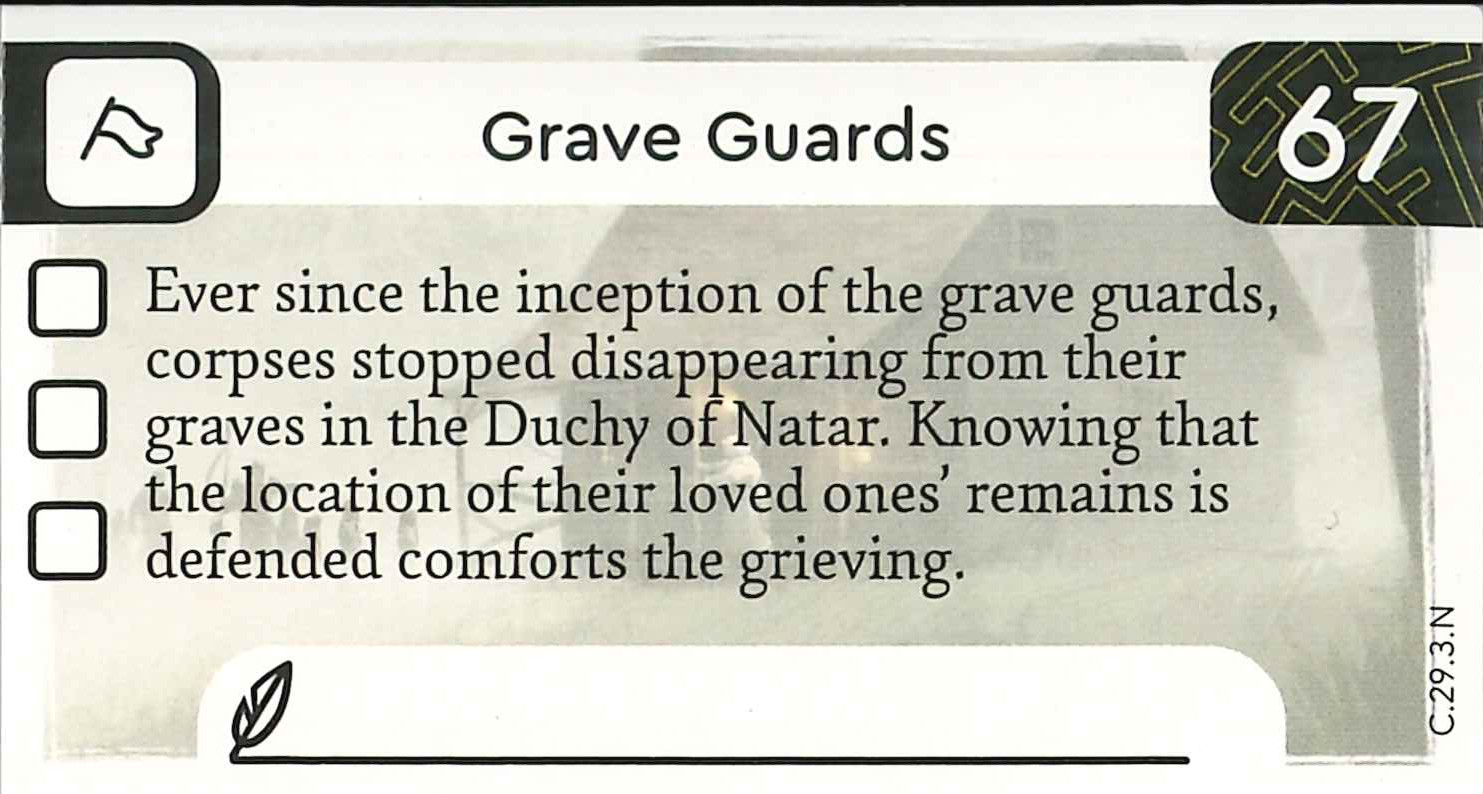 Grave Guards
67
Ever since the inception of the grave guards,
corpses stopped disappearing from their
graves in the Duchy of Natar. Knowing that
the location of their loved ones’ remains is
defended comforts the grieving.
C.29.3.N